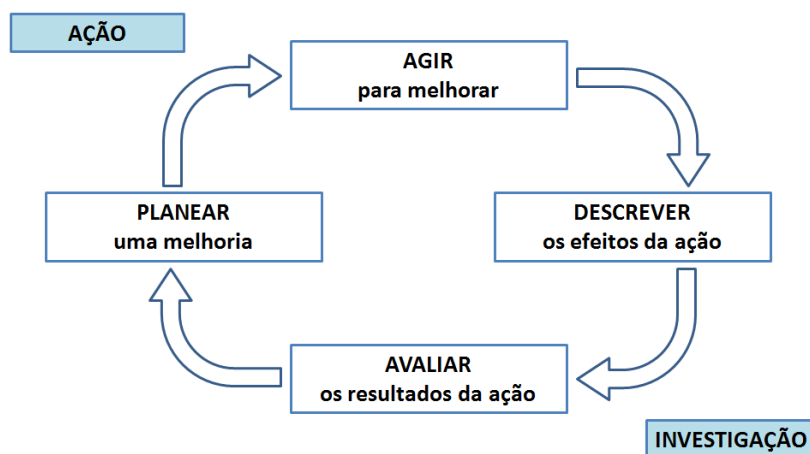 AÇÃO
AGIR
para melhorar
PLANEAR
uma melhoria
DESCREVER
os efeitos da ação
AVALIAR
os resultados da ação
INVESTIGAÇÃO